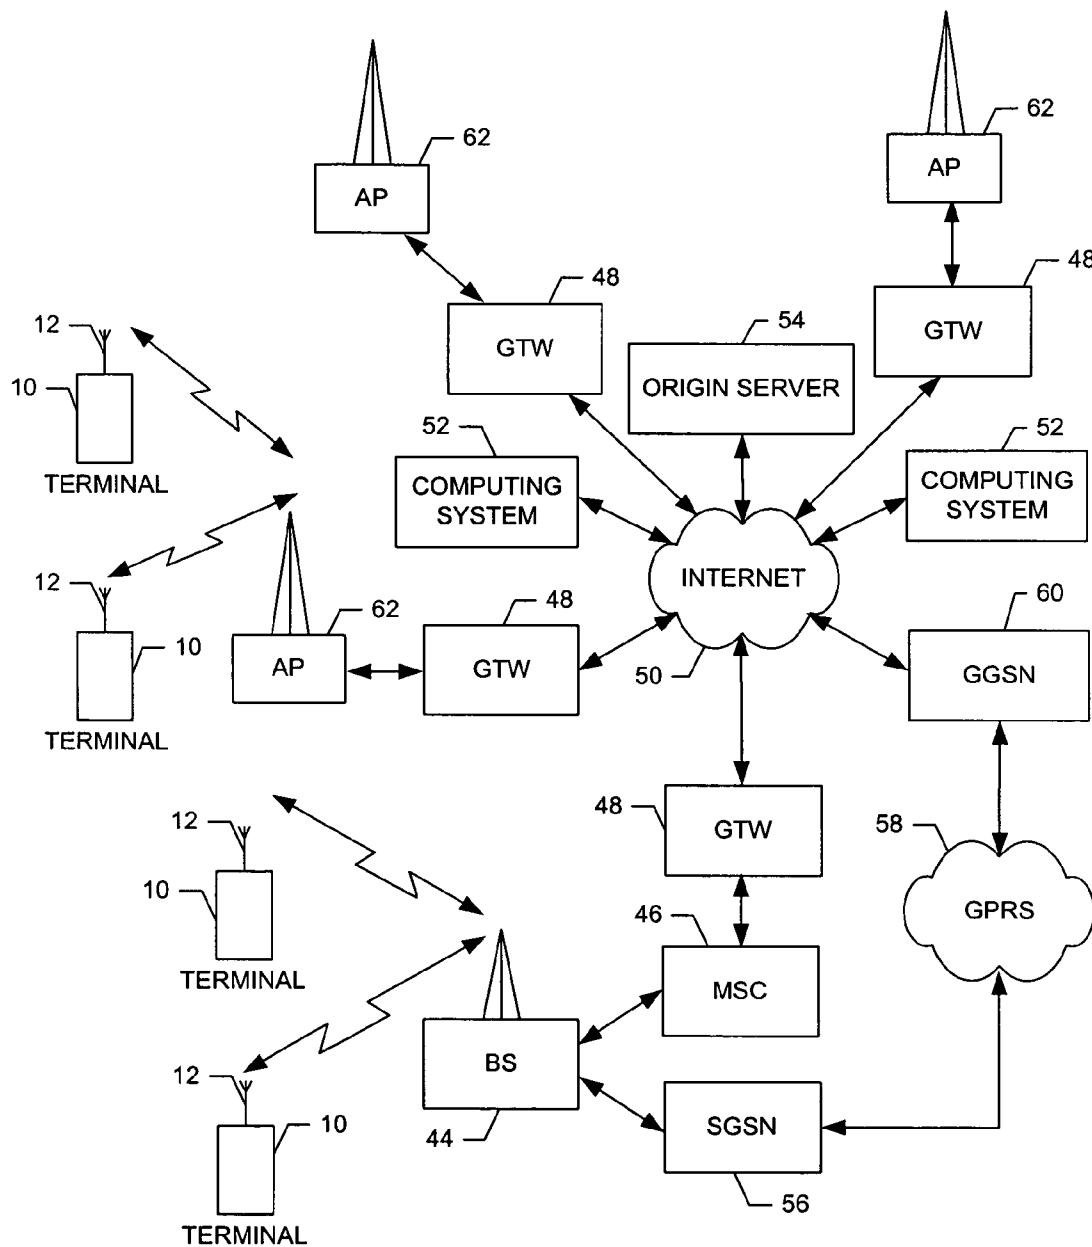 62
AP
62
AP
48
GTW
48
GTW
54
ORIGIN SERVER
12
10
TERMINAL
52
COMPUTING
SYSTEM
52
COMPUTING
SYSTEM
INTERNET
50
12
10
TERMINAL
62
AP
48
GTW
60
GGSN
48
GTW
58
GPRS
12
10
TERMINAL
46
MSC
BS
44
12
10
TERMINAL
SGSN
56